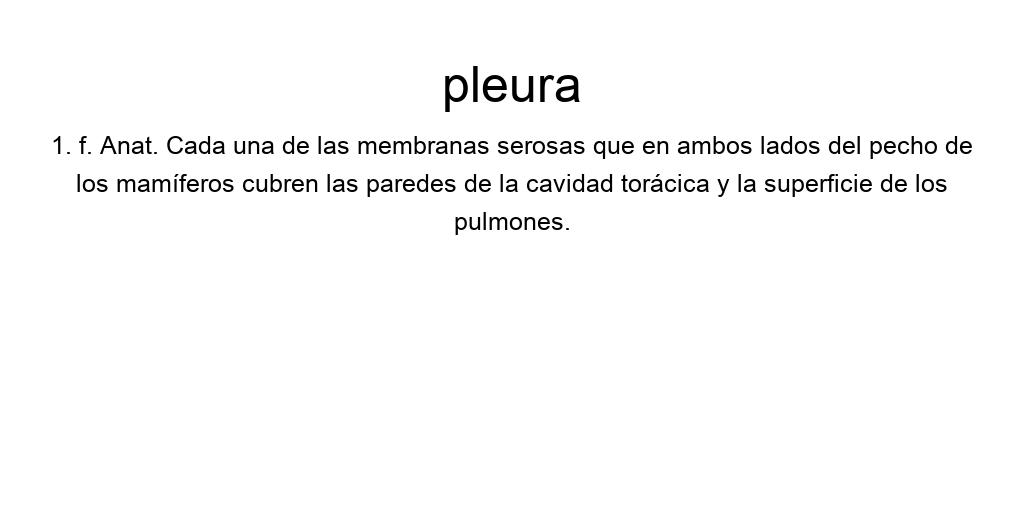 pleura
1. f. Anat. Cada una de las membranas serosas que en ambos lados del pecho de
los mamíferos cubren las paredes de la cavidad torácica y la superficie de los
pulmones.